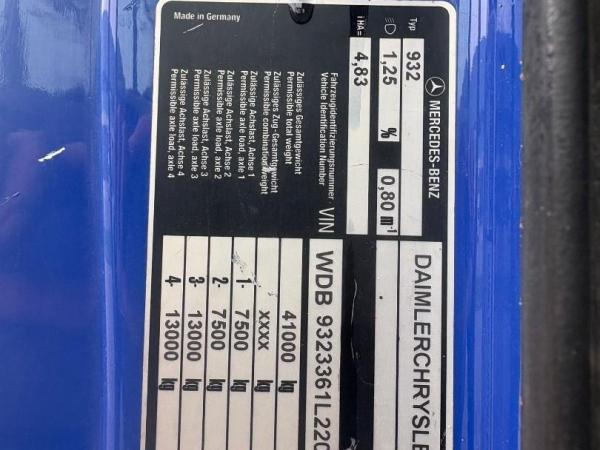 MERCEDES-BENZ DAIMLERCHRYSLE
Typ 932
1,25 % 0,80 m-1
iHA= 4,83
Fahrzeugidentifizierungsnummer
Vehicle Identification Number VIN WDB 9323361L220
Zulässiges Gesamtgewicht
Permissible total weight 41000 kg
Zulässiges Zug-Gesamtgewicht
Permissible combination weight xxxx kg
Zulässige Achslast, Achse 1
Permissible axle load, axle 1 1- 7500 kg
Zulässige Achslast, Achse 2
Permissible axle load, axle 2 2- 7500 kg
Zulässige Achslast, Achse 3
Permissible axle load, axle 3 3- 13000 kg
Zulässige Achslast, Achse 4
Permissible axle load, axle 4 4- 13000 kg
Made in Germany